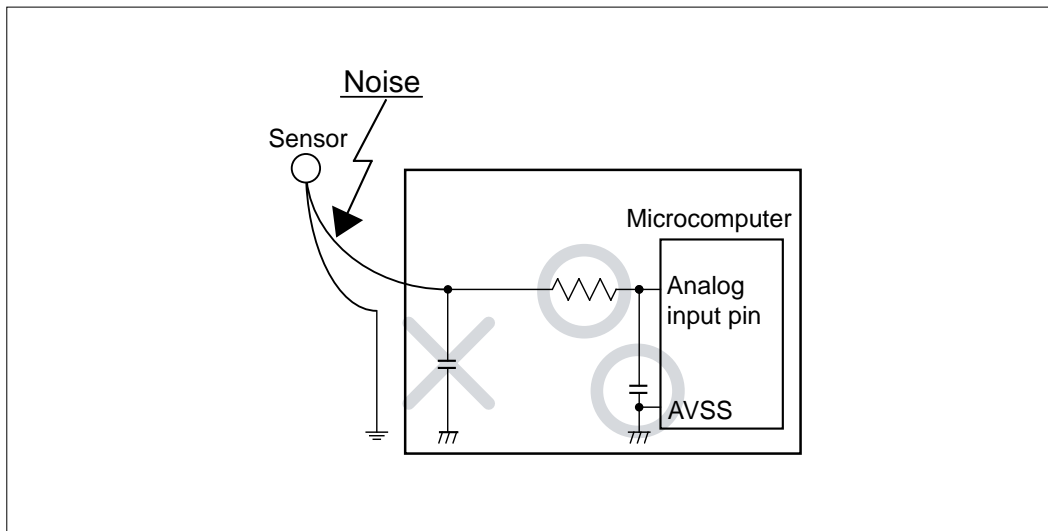 Noise
Sensor
Microcomputer
Analog
input pin
AVSS